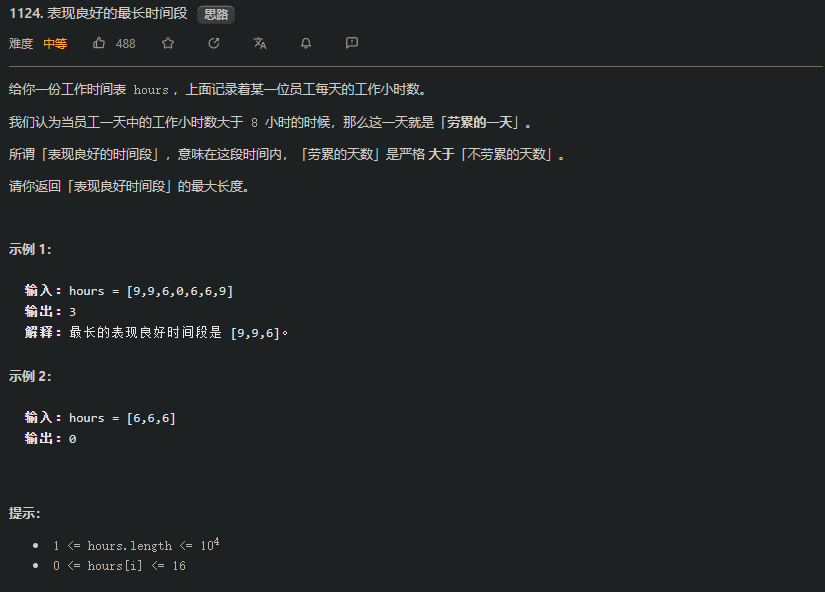 1124. 表现良好的最长时间段 思路
难度 中等 488
给你一份工作时间表 hours，上面记录着某一位员工每天的工作小时数。
我们认为当员工一天中的工作小时数大于 8 小时的时候，那么这一天就是「劳累的一天」。
所谓「表现良好的时间段」，意味在这段时间内，「劳累的天数」是严格 大于「不劳累的天数」。
请你返回「表现良好时间段」的最大长度。
示例 1：
输入：hours = [9,9,6,0,6,6,9]
输出：3
解释：最长的表现良好时间段是 [9,9,6]。
示例 2：
输入：hours = [6,6,6]
输出：0
提示：
• 1 <= hours.length <= 10⁴
• 0 <= hours[i] <= 16